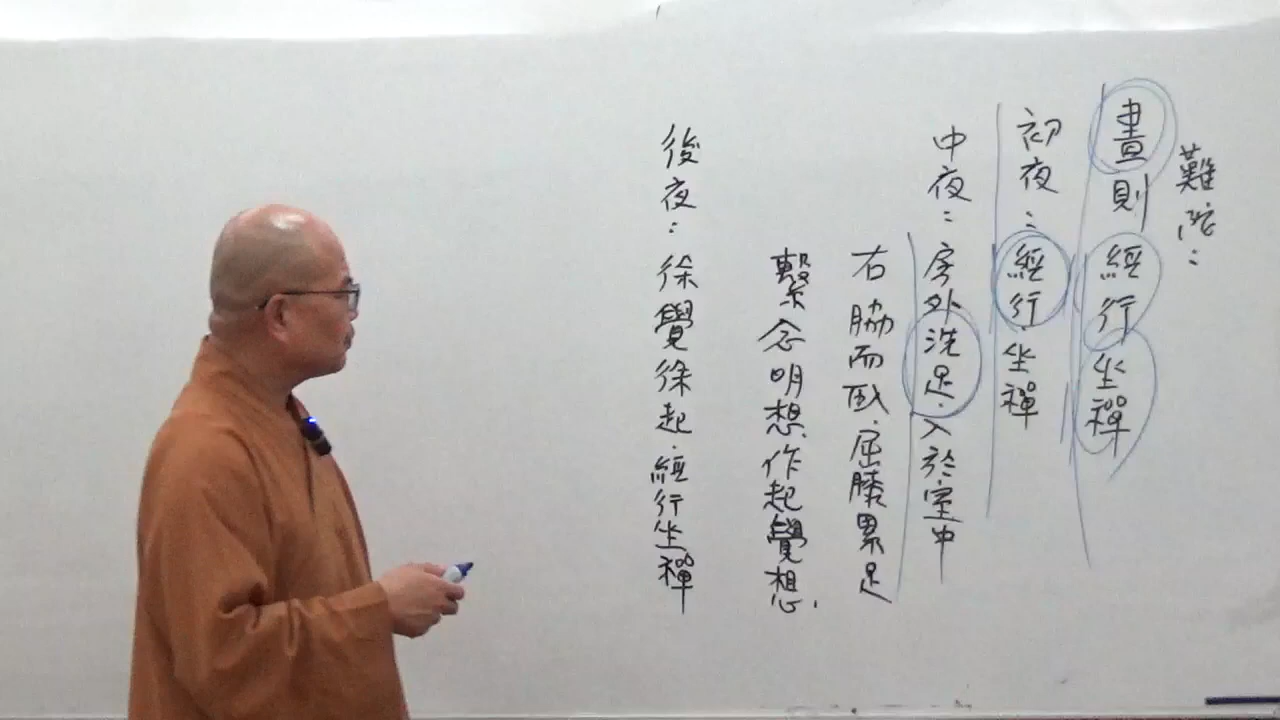 難陀：
晝則經行坐禪
初夜：經行、坐禪
中夜：房外洗足、入於室中
右脇而臥、屈膝累足
繫念明想、作起覺想、
後夜：徐覺徐起、經行坐禪